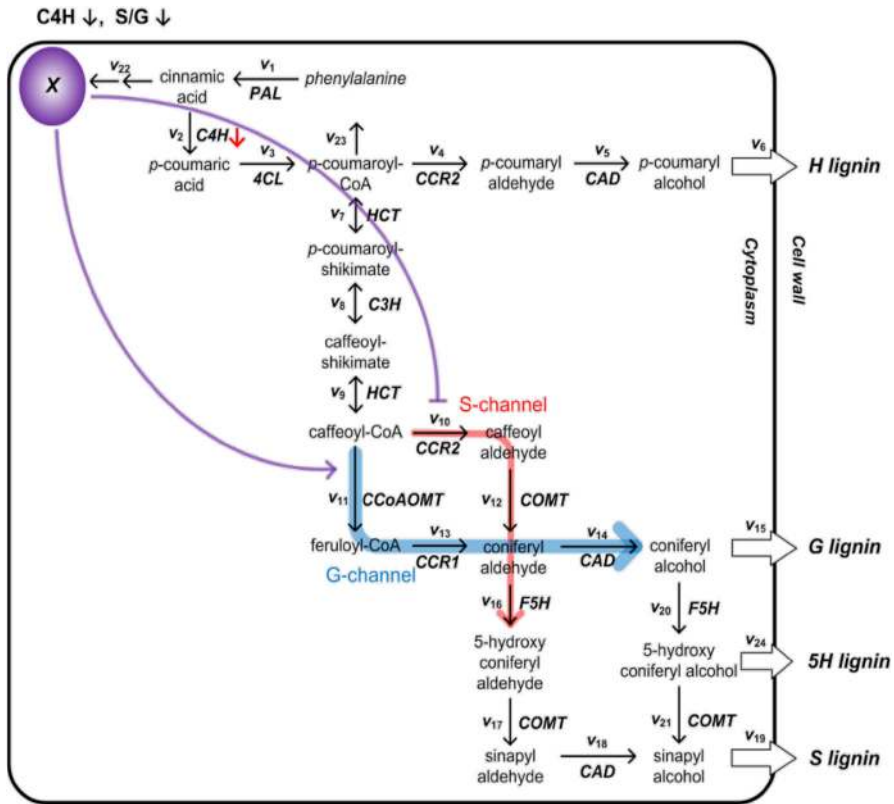 C4H ↓, S/G ↓
X
v22
cinnamic
acid
v1
PAL
phenylalanine
v2
C4H
p-coumaric
acid
v3
4CL
v23
p-coumaroyl-
CoA
v4
CCR2
p-coumaryl
aldehyde
v5
CAD
p-coumaryl
alcohol
v6
H lignin
v7
HCT
p-coumaroyl-
shikimate
Cytoplasm
Cell wall
v8
C3H
caffeoyl-
shikimate
v9
HCT
S-channel
caffeoyl-CoA
v10
CCR2
caffeoyl
aldehyde
v11
CCoAOMT
v12
COMT
feruloyl-CoA
v13
CCR1
coniferyl
aldehyde
v14
CAD
coniferyl
alcohol
v15
G lignin
G-channel
v16
F5H
v20
F5H
5-hydroxy
coniferyl
aldehyde
5-hydroxy
coniferyl alcohol
v24
5H lignin
v17
COMT
v21
COMT
sinapyl
aldehyde
v18
CAD
sinapyl
alcohol
v19
S lignin